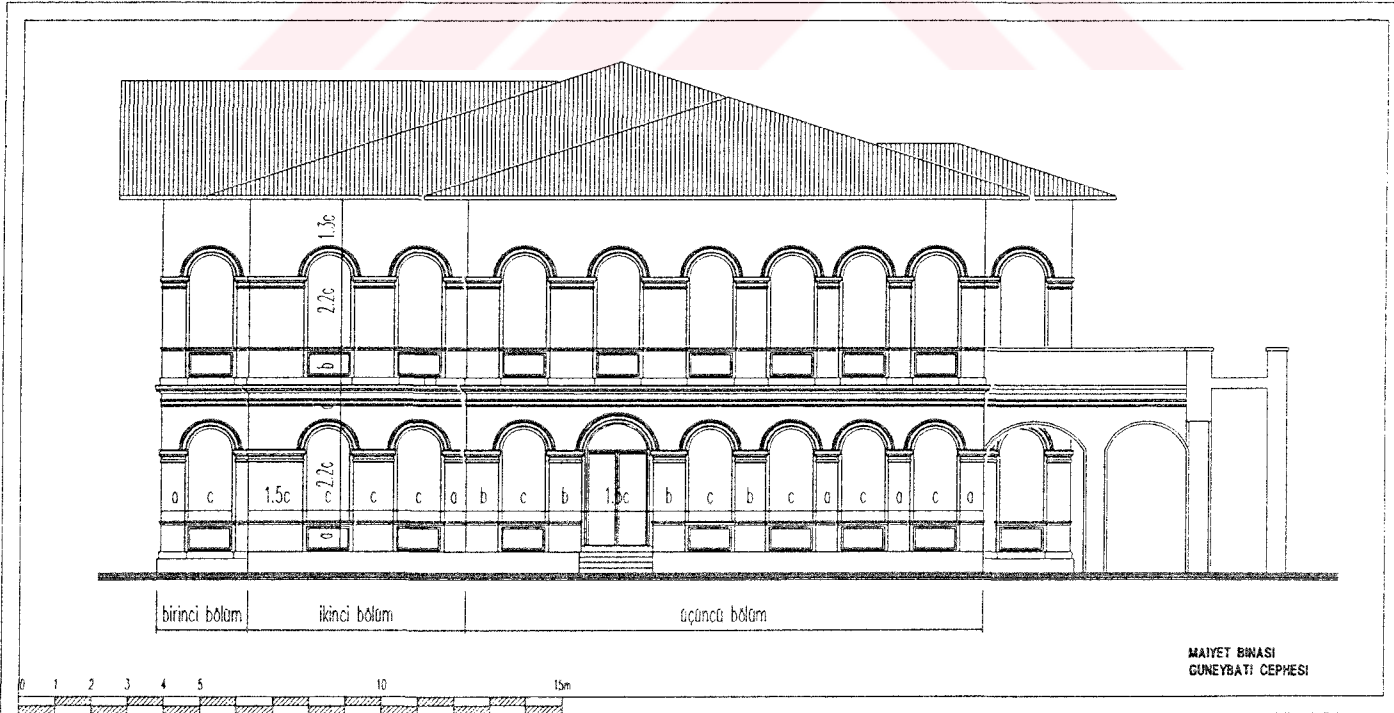 1.3c
2.2c
b
a c 1.5c c c c a b c b 1.5c b c b c a c a c a
2.2c
a
birinci bölüm ikinci bölüm üçüncü bölüm
MAIYET BINASI
GUNEYBATI CEPHESI
0 1 2 3 4 5 10 15m